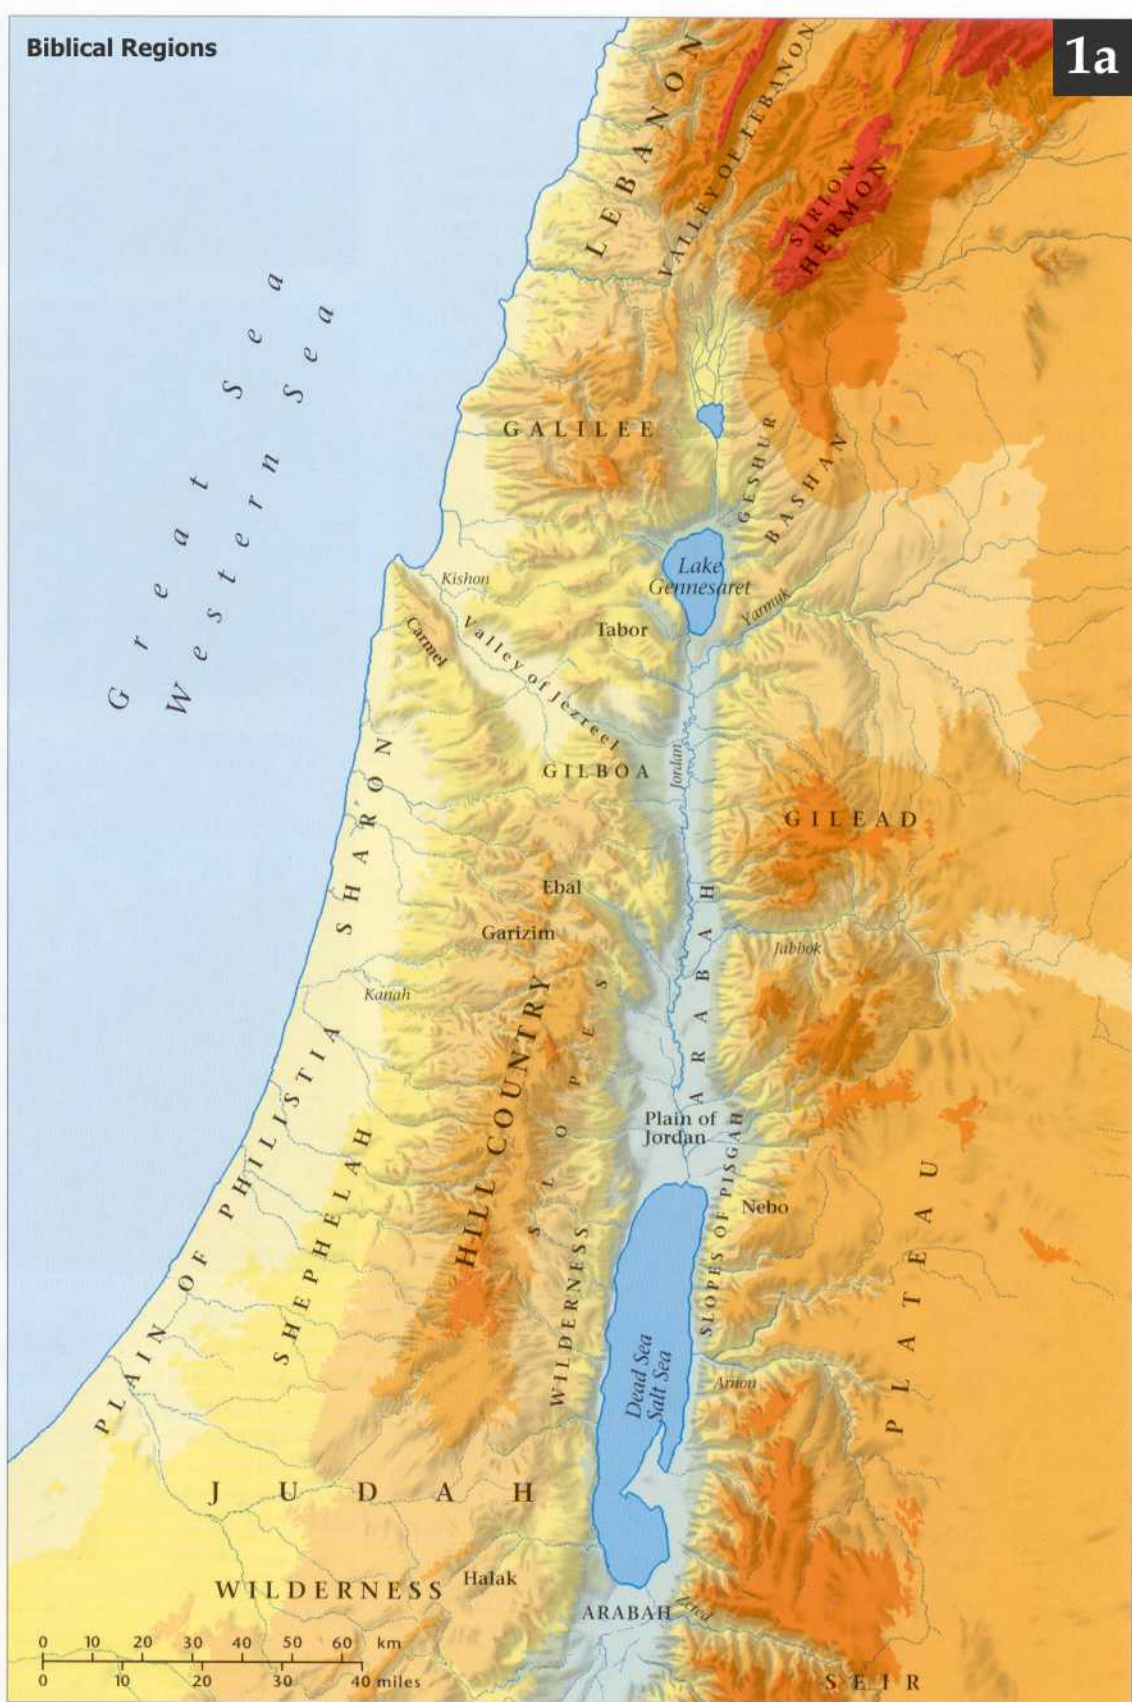 Biblical Regions
1a
LEBANON
VALLEY OF LEBANON
SIRION
HERMON
Great Sea
Western Sea
GALILEE
GESHUR
BASHAN
Lake
Gennesaret
Kishon
Yarmuk
Carmel
Tabor
Valley of Jezreel
GILBOA
Jordan
SHARON
GILEAD
Ebal
Garizim
Jabbok
Kanah
ARABAH
HILL COUNTRY
SLOPES
PLAIN OF PHILISTIA
SHEPHELAH
Plain of
Jordan
SLOPES OF PISGAH
Nebo
PLATEAU
WILDERNESS
Dead Sea
Salt Sea
Arnon
JUDAH
WILDERNESS
Halak
ARABAH
Zered
SEIR
0 10 20 30 40 50 60 km
0 10 20 30 40 miles